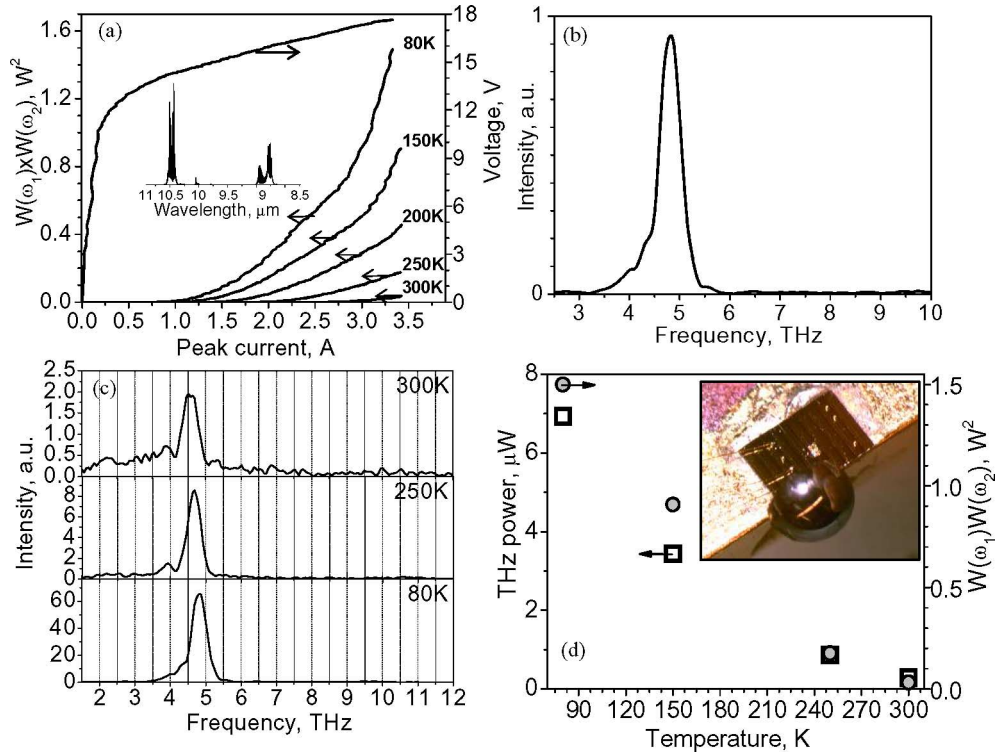 (a)
W(ω₁)xW(ω₂), W²
1.6
1.2
0.8
0.4
0.0
18
15
12
9
6
3
0
Voltage, V
80K
150K
200K
250K
300K
11 10.5 10 9.5 9 8.5
Wavelength, μm
0.0 0.5 1.0 1.5 2.0 2.5 3.0 3.5
Peak current, A
(b)
Intensity, a.u.
1
0
3 4 5 6 7 8 9 10
Frequency, THz
(c)
Intensity, a.u.
300K
2.5
2.0
1.5
1.0
0.5
0.0
250K
8
6
4
2
0
80K
60
40
20
0
2 3 4 5 6 7 8 9 10 11 12
Frequency, THz
(d)
THz power, μW
8
7
6
5
4
3
2
1
0
1.5
1.0
0.5
0.0
W(ω₁)W(ω₂), W²
90 120 150 180 210 240 270 300
Temperature, K